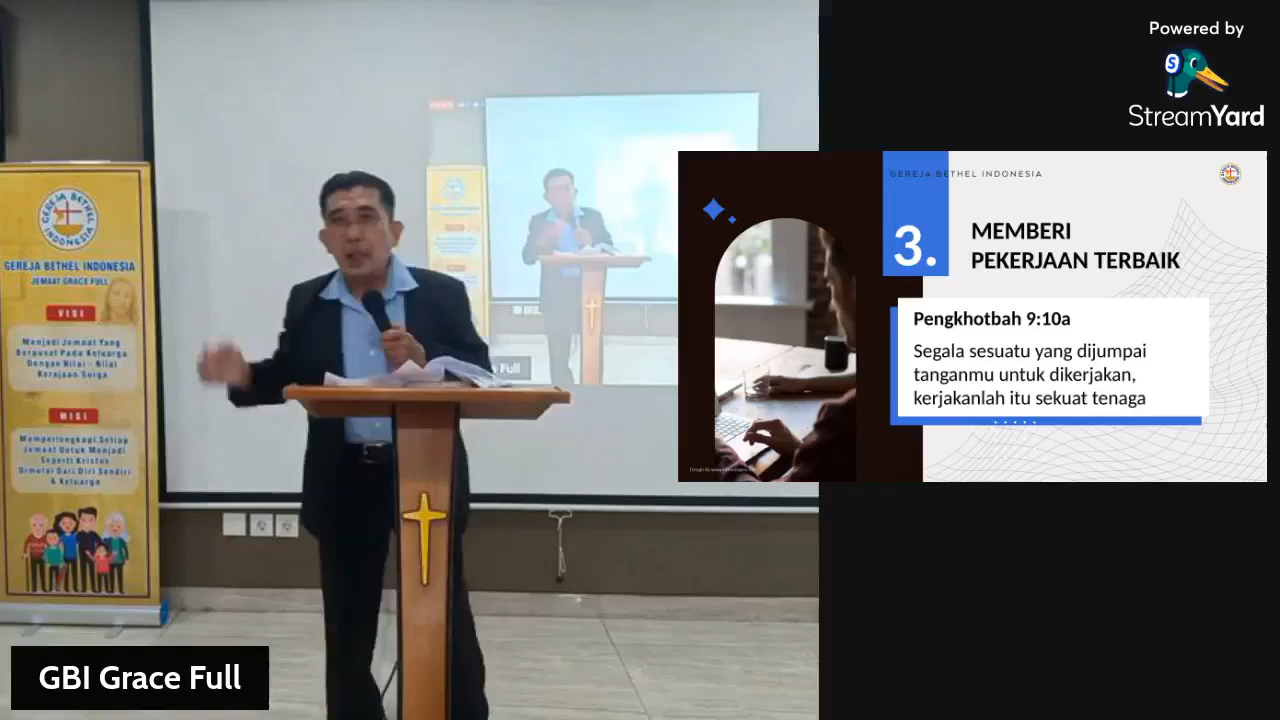 Powered by
StreamYard
GEREJA BETHEL INDONESIA
3.
MEMBERI
PEKERJAAN TERBAIK
Pengkhotbah 9:10a
Segala sesuatu yang dijumpai
tanganmu untuk dikerjakan,
kerjakanlah itu sekuat tenaga
GEREJA BETHEL
INDONESIA
GEREJA BETHEL INDONESIA
JEMAAT GRACE FULL
VISI
Menjadi Jemaat Yang
Berpusat Pada Keluarga
Dengan Nilai - Nilai
Kerajaan Sorga
MISI
Memperlengkapi Setiap
Jemaat Untuk Menjadi
Seperti Kristus
Dimulai Dari Diri Sendiri
& Keluarga
Full
GBI Grace Full